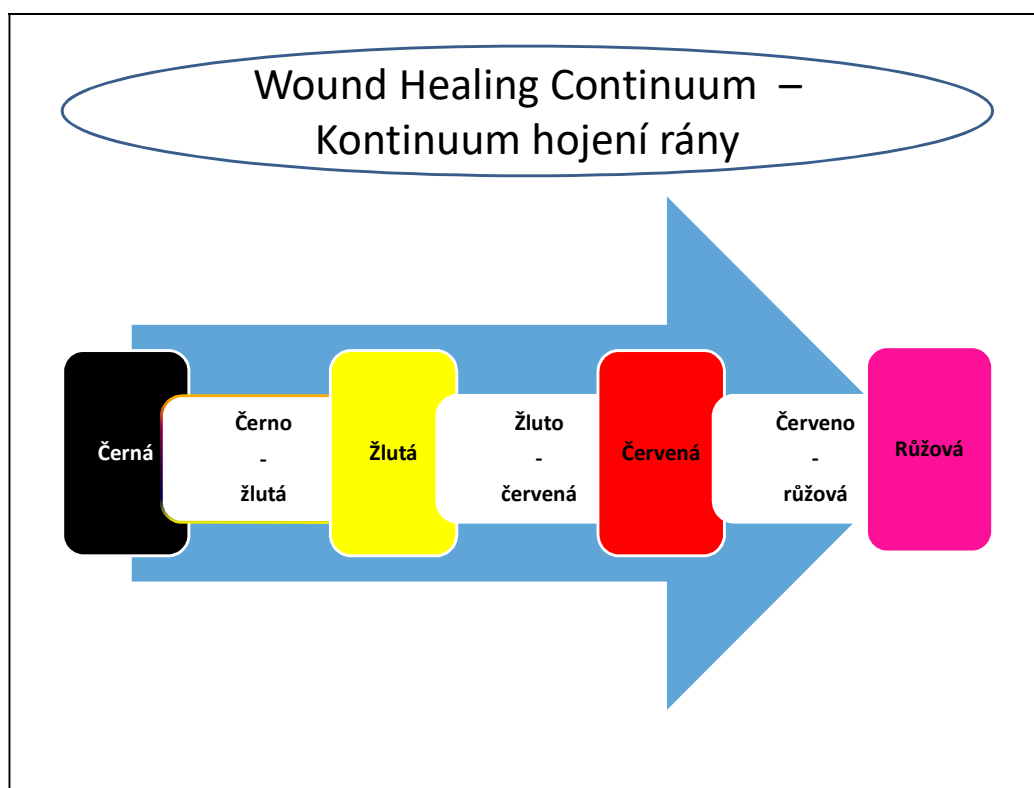 Wound Healing Continuum –
Kontinuum hojení rány
Černá
Černo
-
žlutá
Žlutá
Žluto
-
červená
Červená
Červeno
-
růžová
Růžová